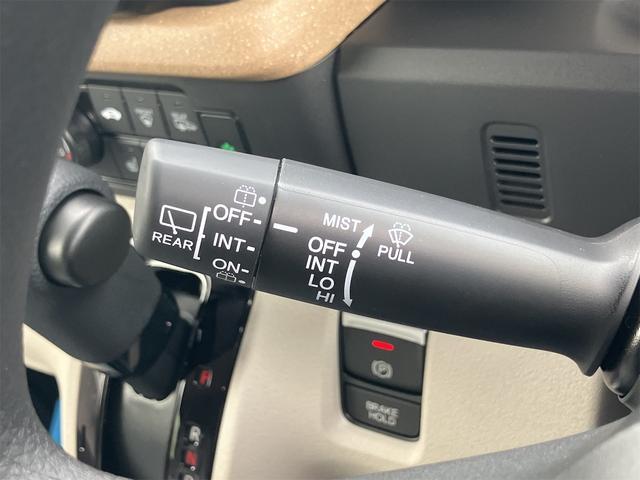 REAR
OFF
INT
ON
MIST
OFF
INT
LO
HI
PULL
P
BRAKE
HOLD
R
N